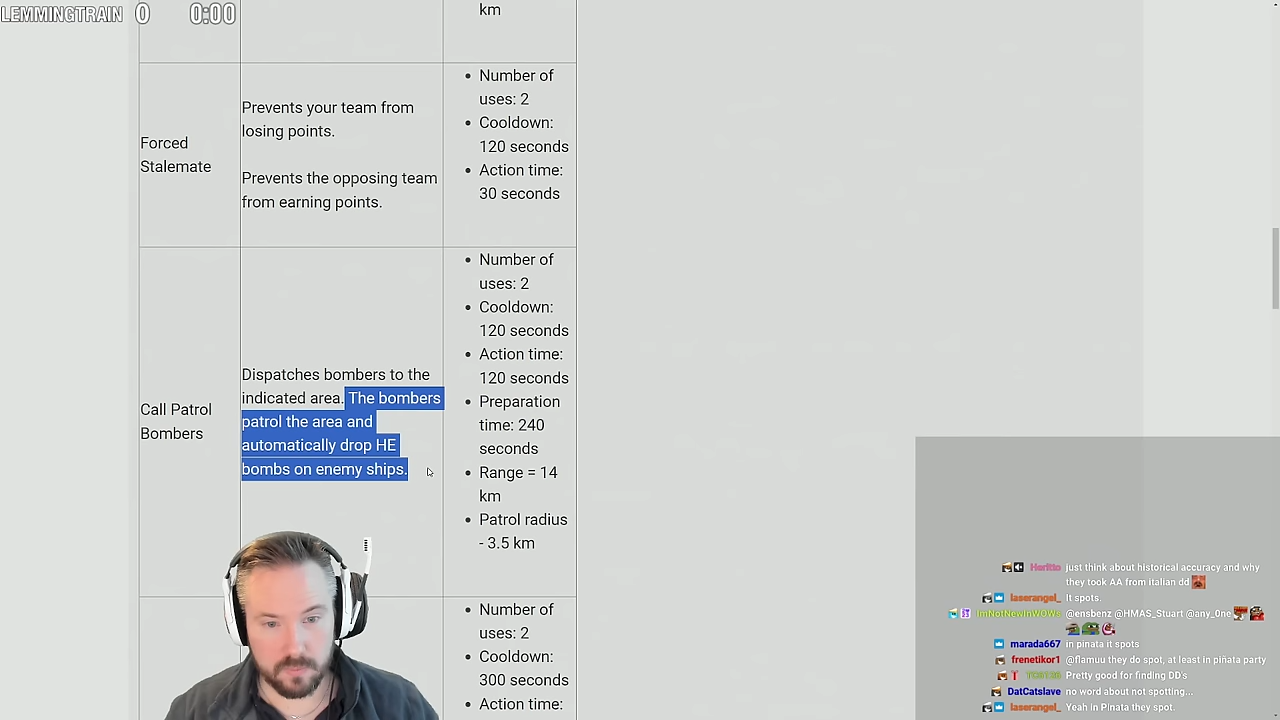 LEMMINGTRAIN 0 0:00
km
Forced
Stalemate
Prevents your team from
losing points.
Prevents the opposing team
from earning points.
Number of
uses: 2
Cooldown:
120 seconds
Action time:
30 seconds
Call Patrol
Bombers
Dispatches bombers to the
indicated area. The bombers
patrol the area and
automatically drop HE
bombs on enemy ships.
Number of
uses: 2
Cooldown:
120 seconds
Action time:
120 seconds
Preparation
time: 240
seconds
Range = 14
km
Patrol radius
- 3.5 km
Number of
uses: 2
Cooldown:
300 seconds
Action time:
just think about historical accuracy and why
they took AA from italian dd
laserangel_ It spots.
ImNotNewInWOWs @ensbenz @HMAS_Stuart @any_0ne
marada667 in pinata it spots
frenetikor1 @flamuu they do spot, at least in piñata party
Pretty good for finding DD's
DatCatslave no word about not spotting...
laserangel_ Yeah In Pinata they spot.